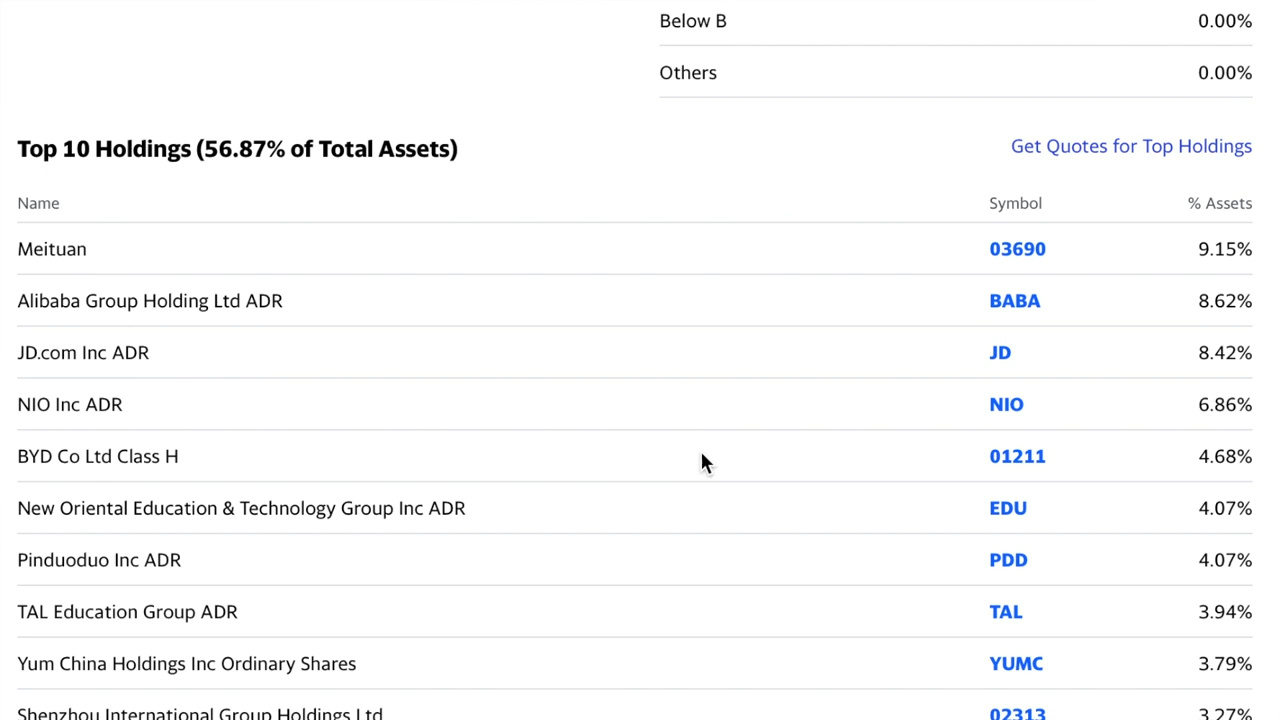 Below B 0.00%
Others 0.00%
Top 10 Holdings (56.87% of Total Assets) Get Quotes for Top Holdings
Name Symbol % Assets
Meituan 03690 9.15%
Alibaba Group Holding Ltd ADR BABA 8.62%
JD.com Inc ADR JD 8.42%
NIO Inc ADR NIO 6.86%
BYD Co Ltd Class H 01211 4.68%
New Oriental Education & Technology Group Inc ADR EDU 4.07%
Pinduoduo Inc ADR PDD 4.07%
TAL Education Group ADR TAL 3.94%
Yum China Holdings Inc Ordinary Shares YUMC 3.79%
Shenzhou International Group Holdings Ltd 02313 3.27%